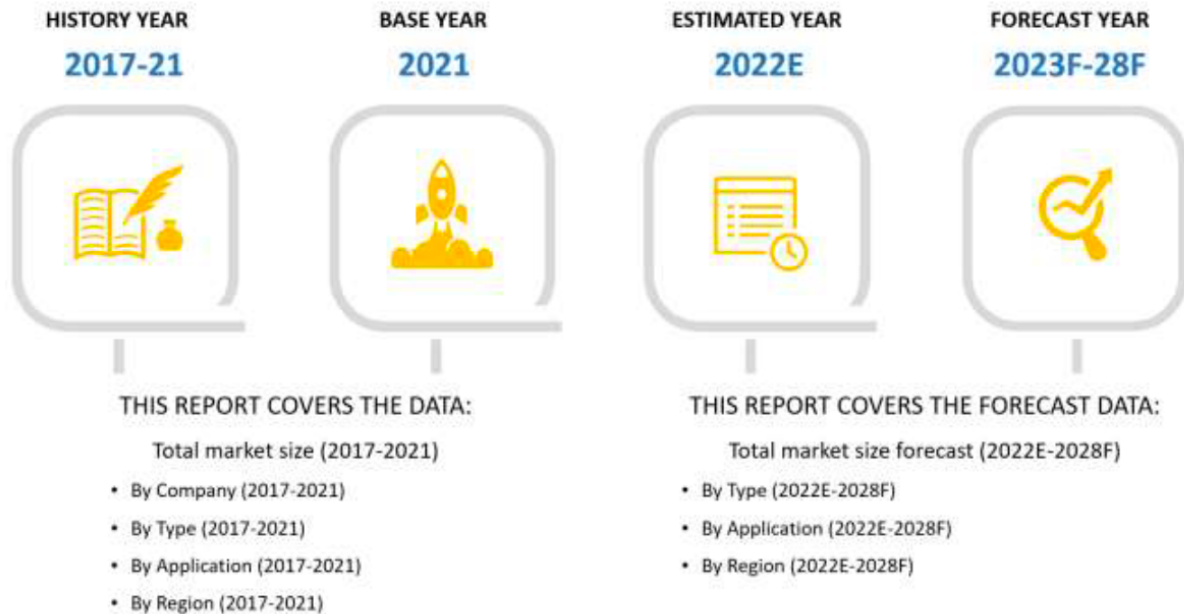 HISTORY YEAR
2017-21
BASE YEAR
2021
ESTIMATED YEAR
2022E
FORECAST YEAR
2023F-28F
THIS REPORT COVERS THE DATA:
Total market size (2017-2021)
• By Company (2017-2021)
• By Type (2017-2021)
• By Application (2017-2021)
• By Region (2017-2021)
THIS REPORT COVERS THE FORECAST DATA:
Total market size forecast (2022E-2028F)
• By Type (2022E-2028F)
• By Application (2022E-2028F)
• By Region (2022E-2028F)